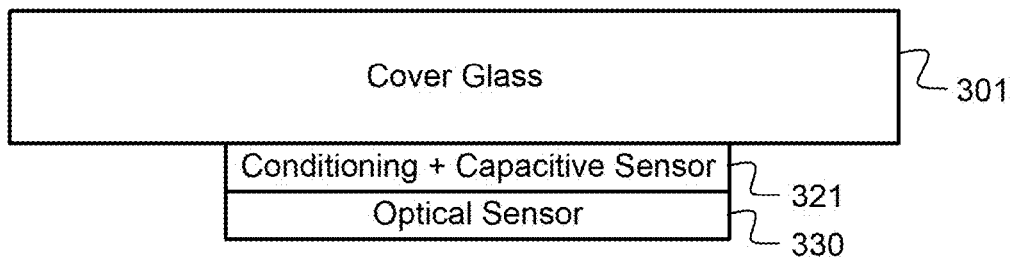 Cover Glass
301
Conditioning + Capacitive Sensor
321
Optical Sensor
330